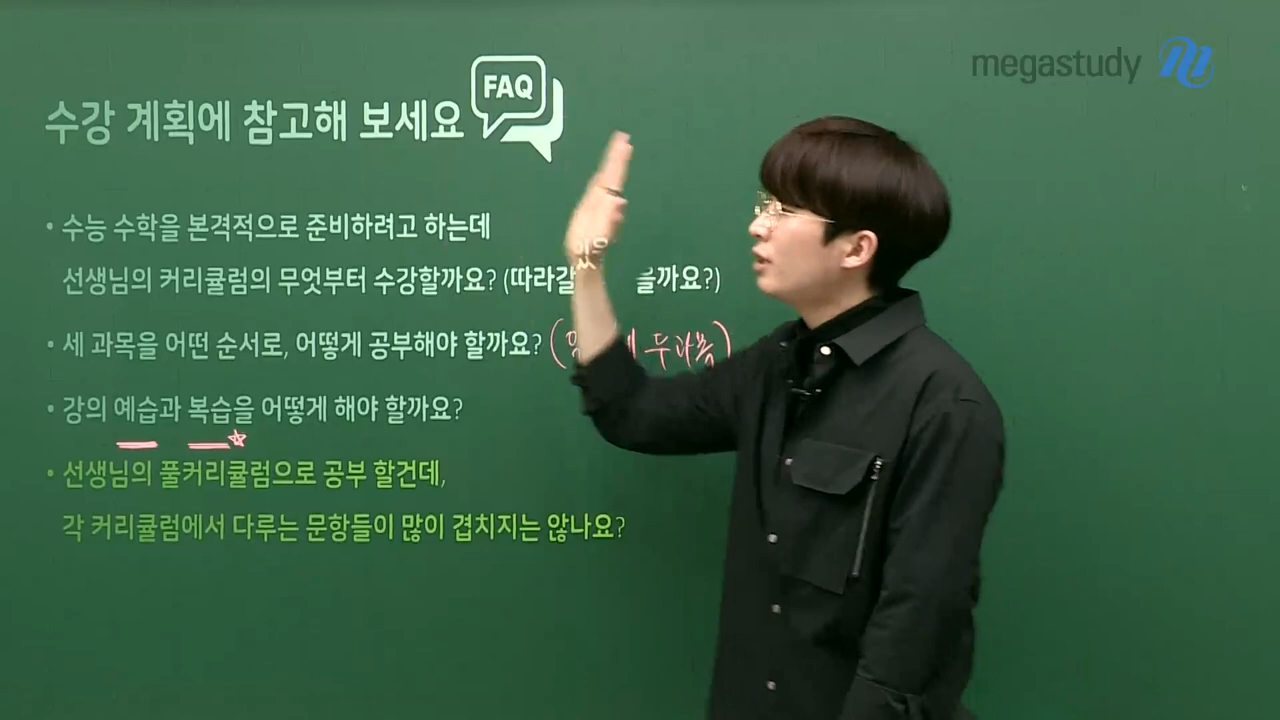 megastudy
FAQ
수강 계획에 참고해 보세요
• 수능 수학을 본격적으로 준비하려고 하는데
선생님의 커리큘럼의 무엇부터 수강할까요? (따라갈 을까요?)
• 세 과목을 어떤 순서로, 어떻게 공부해야 할까요? ( 두과목)
• 강의 예습과 복습을 어떻게 해야 할까요?
• 선생님의 풀커리큘럼으로 공부 할건데,
각 커리큘럼에서 다루는 문항들이 많이 겹치지는 않나요?